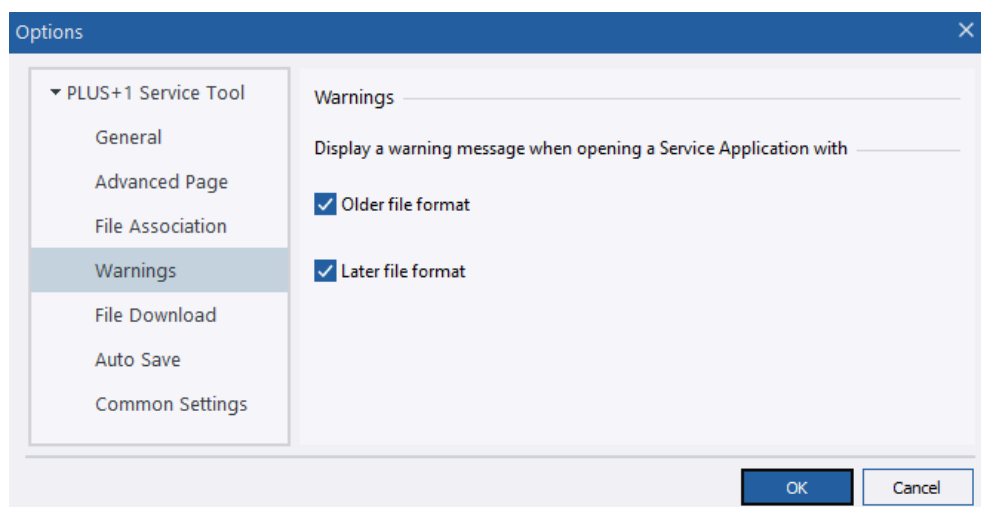 Options
PLUS+1 Service Tool
General
Advanced Page
File Association
Warnings
File Download
Auto Save
Common Settings
Warnings
Display a warning message when opening a Service Application with
Older file format
Later file format
OK
Cancel